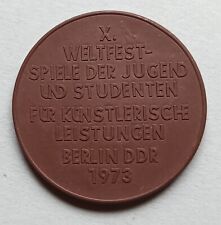 X.
WELTFEST-
SPIELE DER JUGEND
UND STUDENTEN
FÜR KÜNSTLERISCHE
LEISTUNGEN
BERLIN DDR
1973